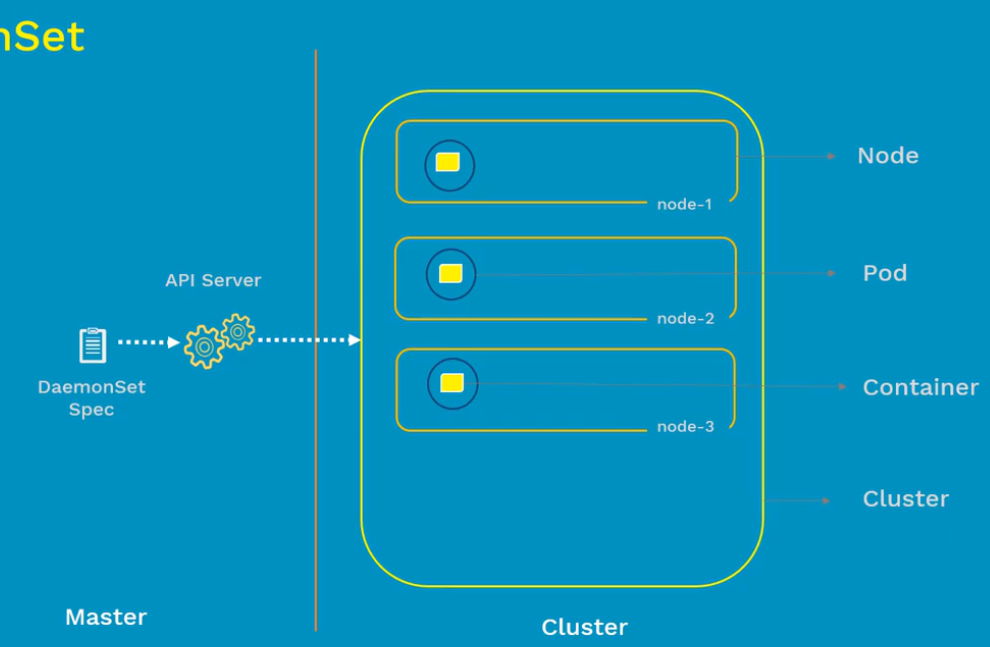 nSet
Node
node-1
API Server
Pod
node-2
DaemonSet
Spec
Container
node-3
Cluster
Master
Cluster